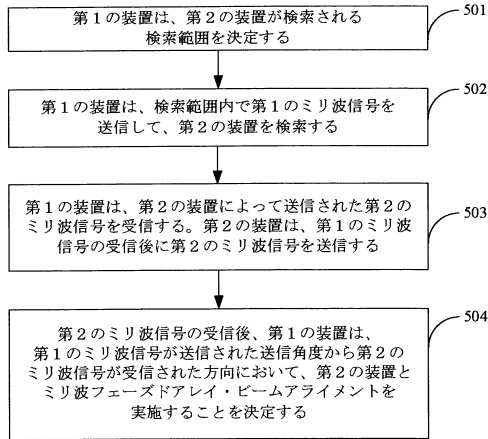 第1の装置は、第2の装置が検索される
検索範囲を決定する
501
第1の装置は、検索範囲内で第1のミリ波信号を
送信して、第2の装置を検索する
502
第1の装置は、第2の装置によって送信された第2の
ミリ波信号を受信する。第2の装置は、第1のミリ波
信号の受信後に第2のミリ波信号を送信する
503
第2のミリ波信号の受信後、第1の装置は、
第1のミリ波信号が送信された送信角度から第2の
ミリ波信号が受信された方向において、第2の装置と
ミリ波フェーズドアレイ・ビームアライメントを
実施することを決定する
504